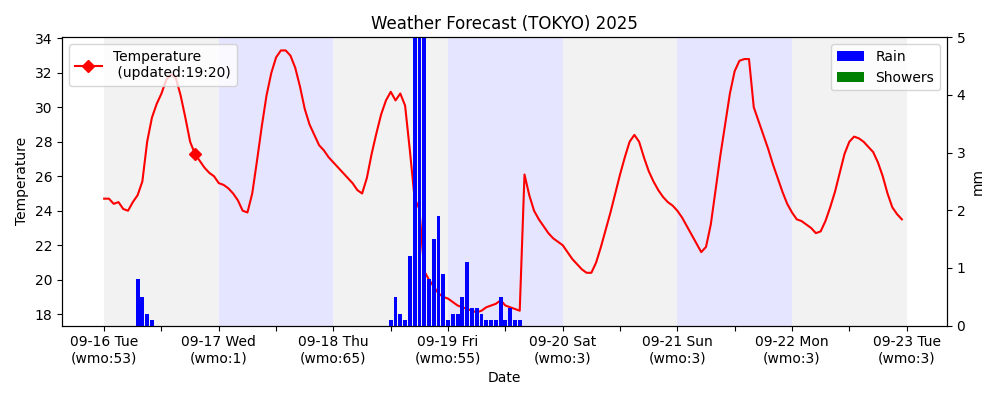 Weather Forecast (TOKYO) 2025
Temperature
(updated:19:20)
Rain
Showers
34
32
30
28
26
24
22
20
18
Temperature
5
4
3
2
1
0
mm
09-16 Tue
(wmo:53)
09-17 Wed
(wmo:1)
09-18 Thu
(wmo:65)
09-19 Fri
(wmo:55)
09-20 Sat
(wmo:3)
09-21 Sun
(wmo:3)
09-22 Mon
(wmo:3)
09-23 Tue
(wmo:3)
Date